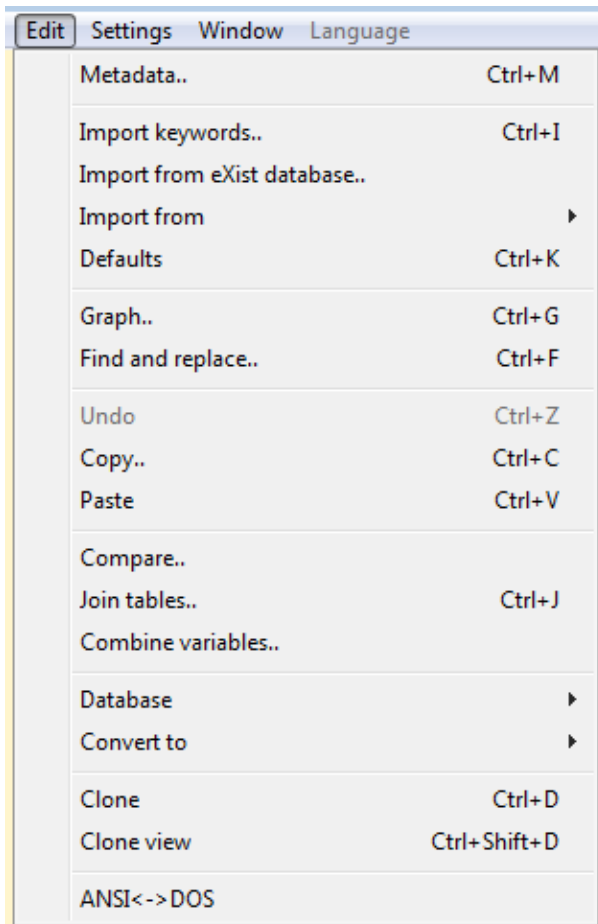 Edit Settings Window Language
Metadata.. Ctrl+M
Import keywords.. Ctrl+I
Import from eXist database..
Import from
Defaults Ctrl+K
Graph.. Ctrl+G
Find and replace.. Ctrl+F
Undo Ctrl+Z
Copy.. Ctrl+C
Paste Ctrl+V
Compare..
Join tables.. Ctrl+J
Combine variables..
Database
Convert to
Clone Ctrl+D
Clone view Ctrl+Shift+D
ANSI<->DOS